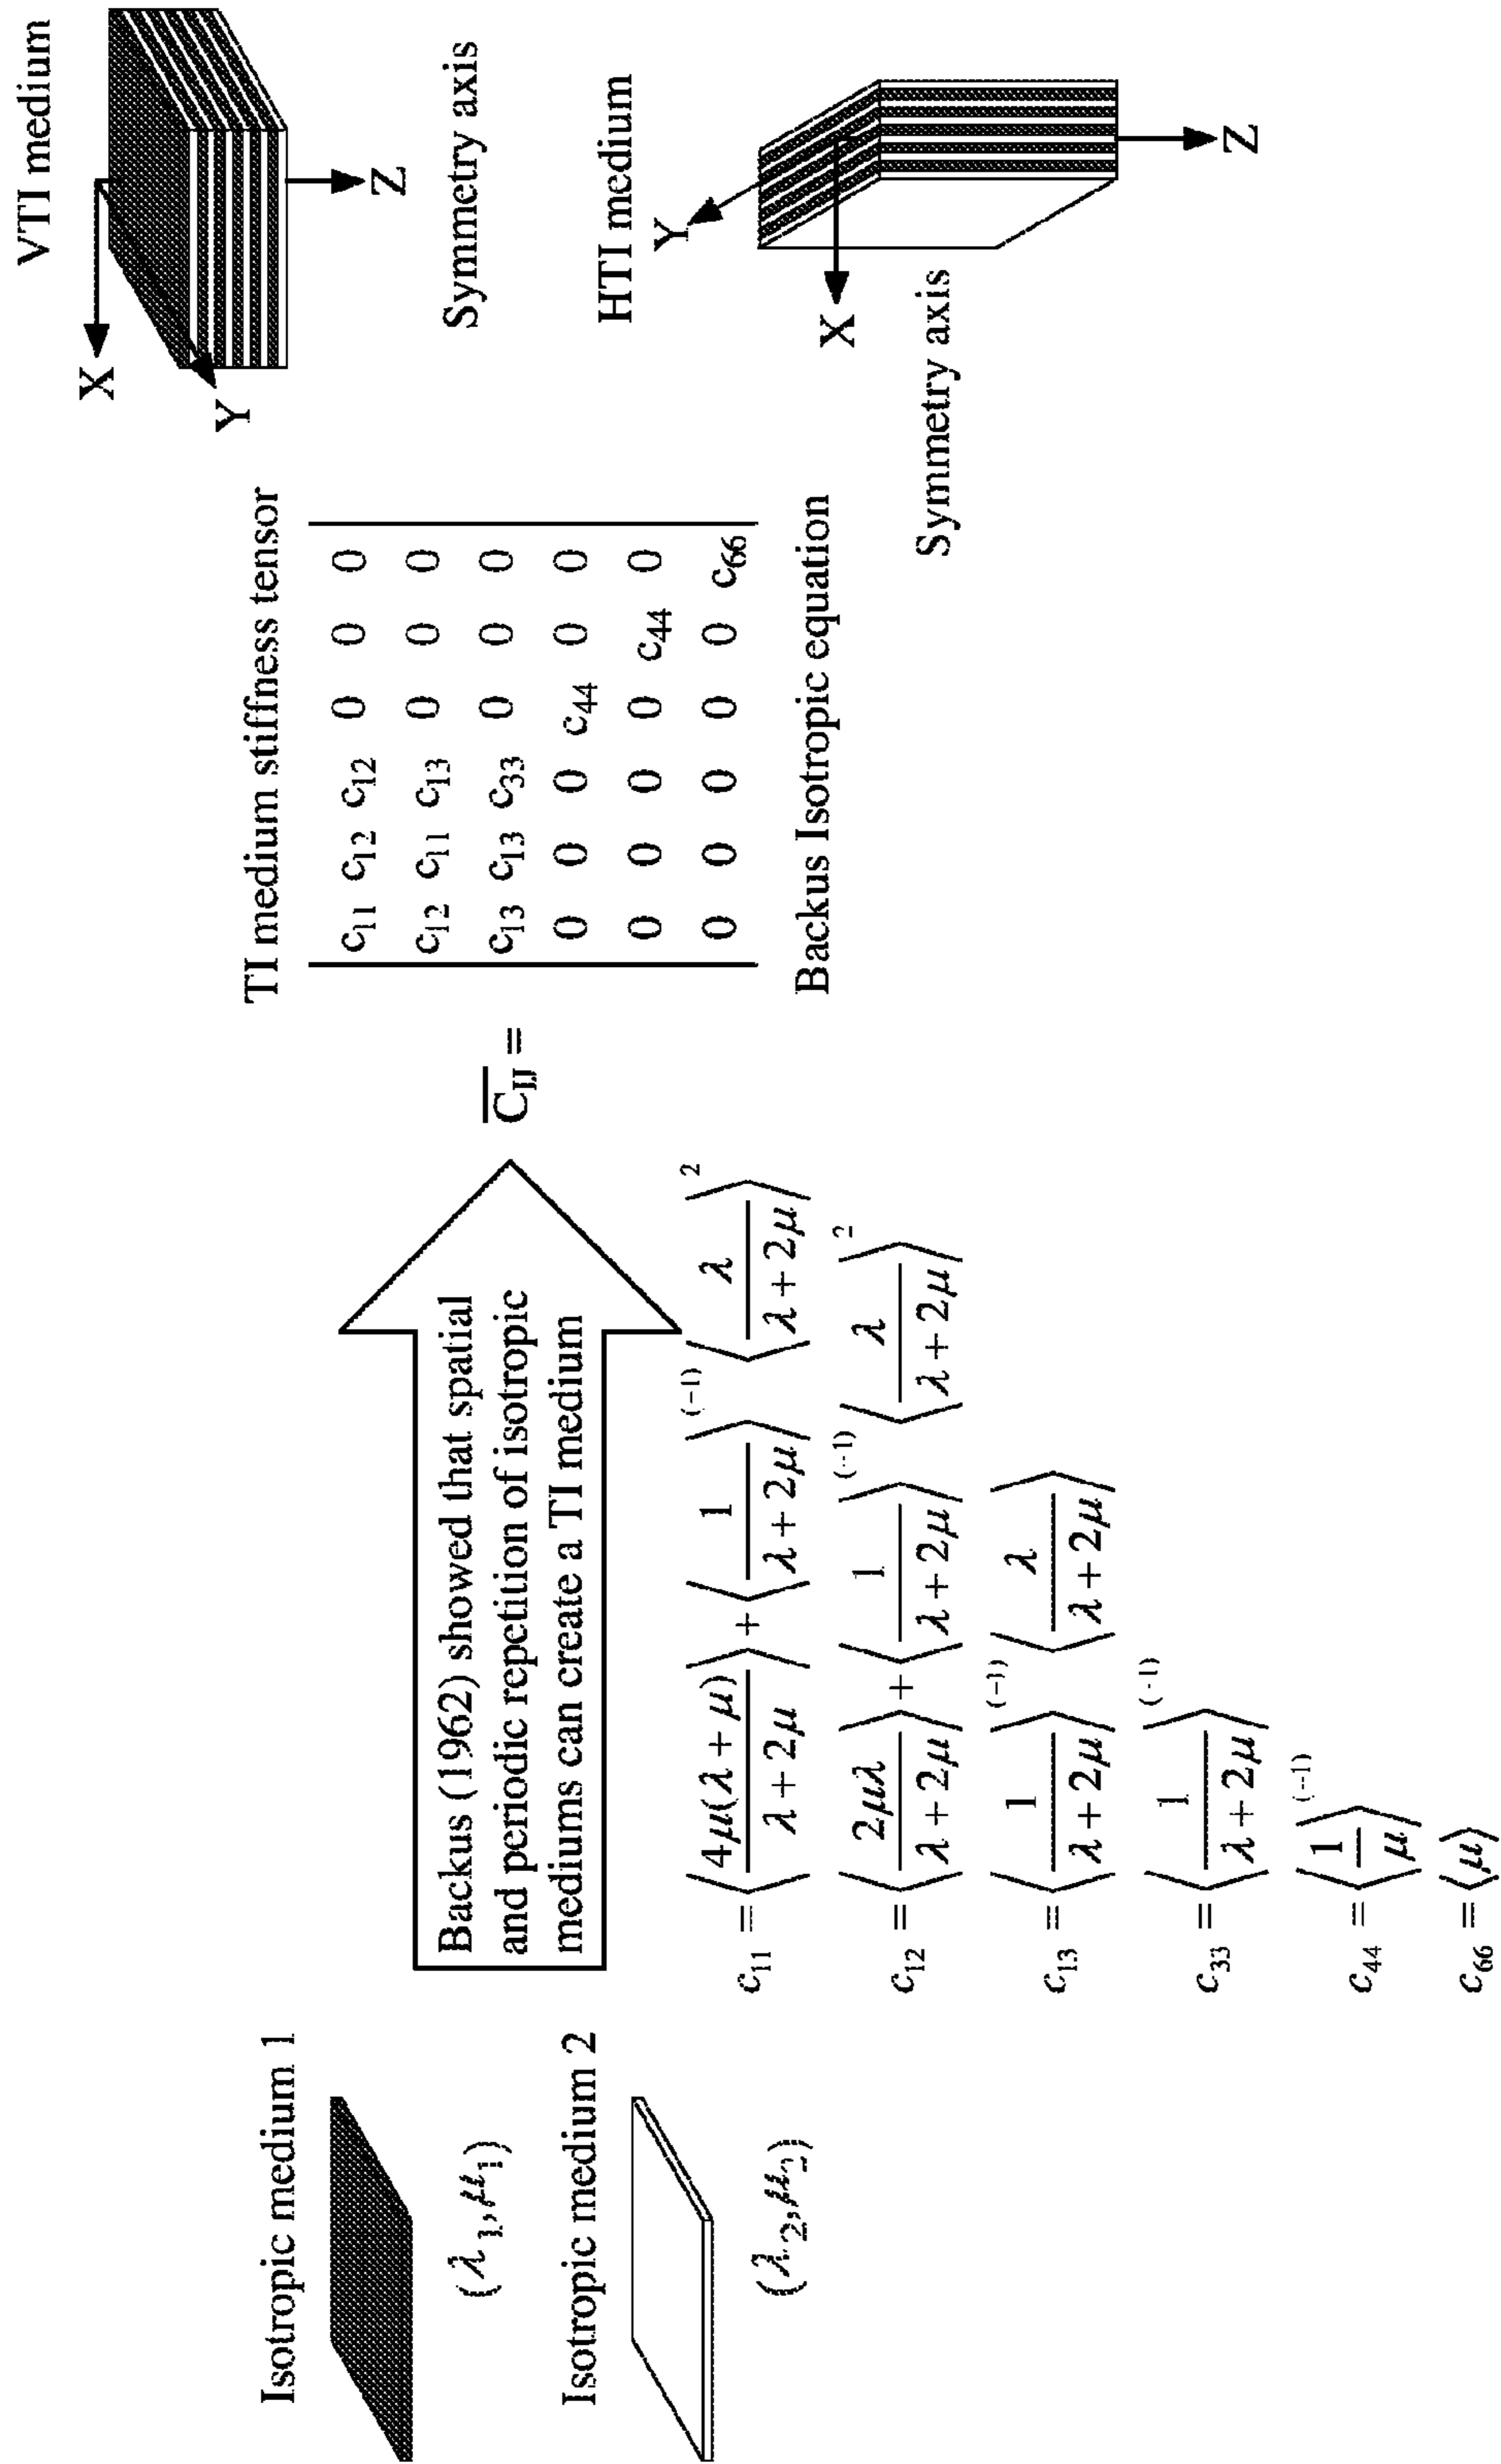 Isotropic medium 1
(λ₁,μ₁)
Isotropic medium 2
(λ₂,μ₂)
Backus (1962) showed that spatial
and periodic repetition of isotropic
mediums can create a TI medium
c₁₁ = ⟨4μ(λ + μ) / λ + 2μ⟩ + ⟨1 / λ + 2μ⟩⁽⁻¹⁾ ⟨λ / λ + 2μ⟩²
c₁₂ = ⟨2μλ / λ + 2μ⟩ + ⟨1 / λ + 2μ⟩⁽⁻¹⁾ ⟨λ / λ + 2μ⟩²
c₁₃ = ⟨1 / λ + 2μ⟩⁽⁻¹⁾ ⟨λ / λ + 2μ⟩
c₃₃ = ⟨1 / λ + 2μ⟩⁽⁻¹⁾
c₄₄ = ⟨1 / μ⟩⁽⁻¹⁾
c₆₆ = ⟨μ⟩
TI medium stiffness tensor
C̅_IJ =
c₁₁ c₁₂ c₁₂ 0 0 0
c₁₂ c₁₁ c₁₃ 0 0 0
c₁₃ c₁₃ c₃₃ 0 0 0
0 0 0 c₄₄ 0 0
0 0 0 0 c₄₄ 0
0 0 0 0 0 c₆₆
Backus Isotropic equation
VTI medium
X
Y
Z
Symmetry axis
HTI medium
Y
X
Z
Symmetry axis